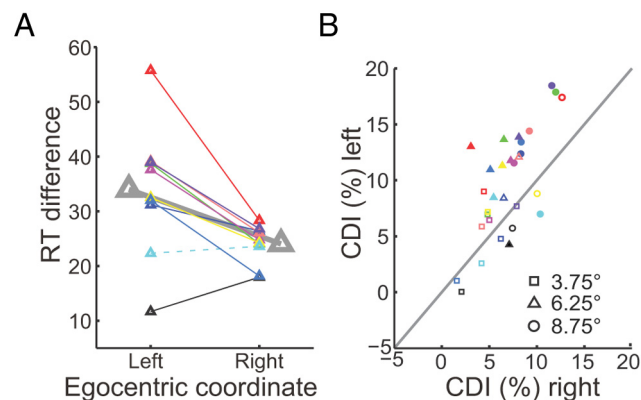 A
60
50
40
30
20
10
RT difference
Left
Right
Egocentric coordinate
B
20
15
10
5
0
−5
CDI (%) left
3.75°
6.25°
8.75°
−5
0
5
10
15
20
CDI (%) right